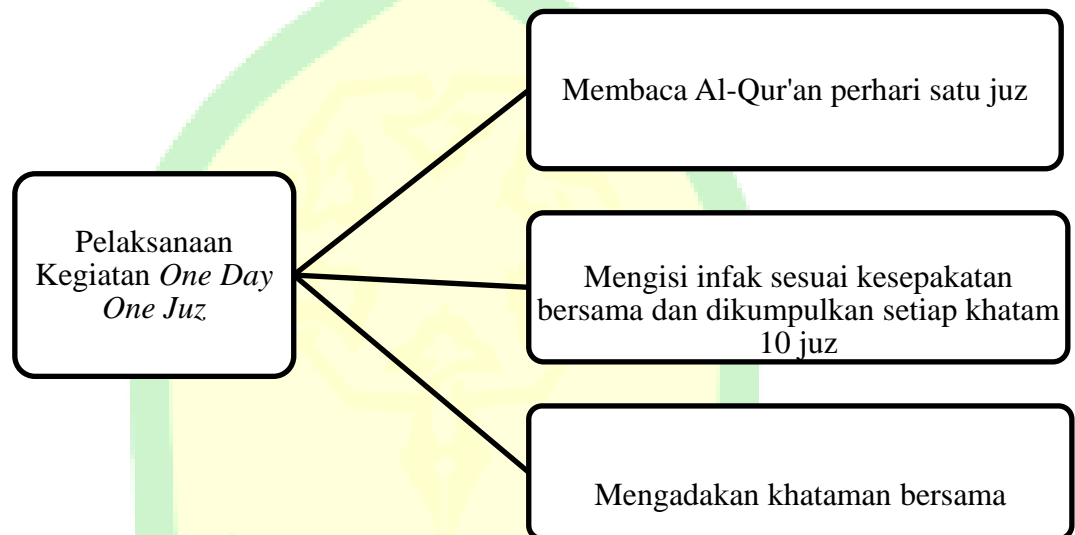 Membaca Al-Qur'an perhari satu juz
Pelaksanaan
Kegiatan One Day
One Juz
Mengisi infak sesuai kesepakatan
bersama dan dikumpulkan setiap khatam
10 juz
Mengadakan khataman bersama